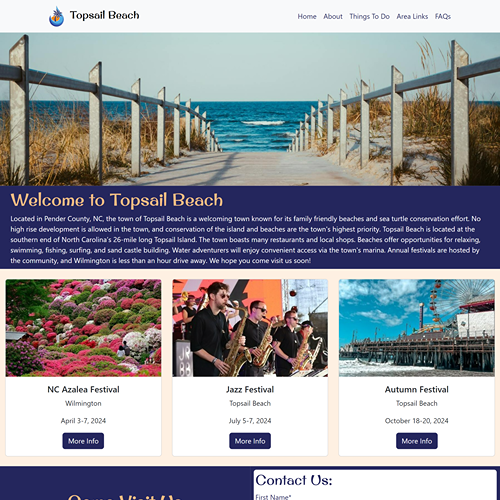 Topsail Beach
Home About Things To Do Area Links FAQs
Welcome to Topsail Beach
Located in Pender County, NC, the town of Topsail Beach is a welcoming town known for its family friendly beaches and sea turtle conservation effort. No
high rise development is allowed in the town, and conservation of the island and beaches are the town's highest priority. Topsail Beach is located at the
southern end of North Carolina's 26-mile long Topsail Island. The town boasts many restaurants and local shops. Beaches offer opportunities for relaxing,
swimming, fishing, surfing, and sand castle building. Water adventurers will enjoy convenient access via the town's marina. Annual festivals are hosted by
the community, and Wilmington is less than an hour drive away. We hope you come visit us soon!
NC Azalea Festival
Wilmington
April 3-7, 2024
More Info
Jazz Festival
Topsail Beach
July 5-7, 2024
More Info
Autumn Festival
Topsail Beach
October 18-20, 2024
More Info
Come Visit Us
Contact Us:
First Name*